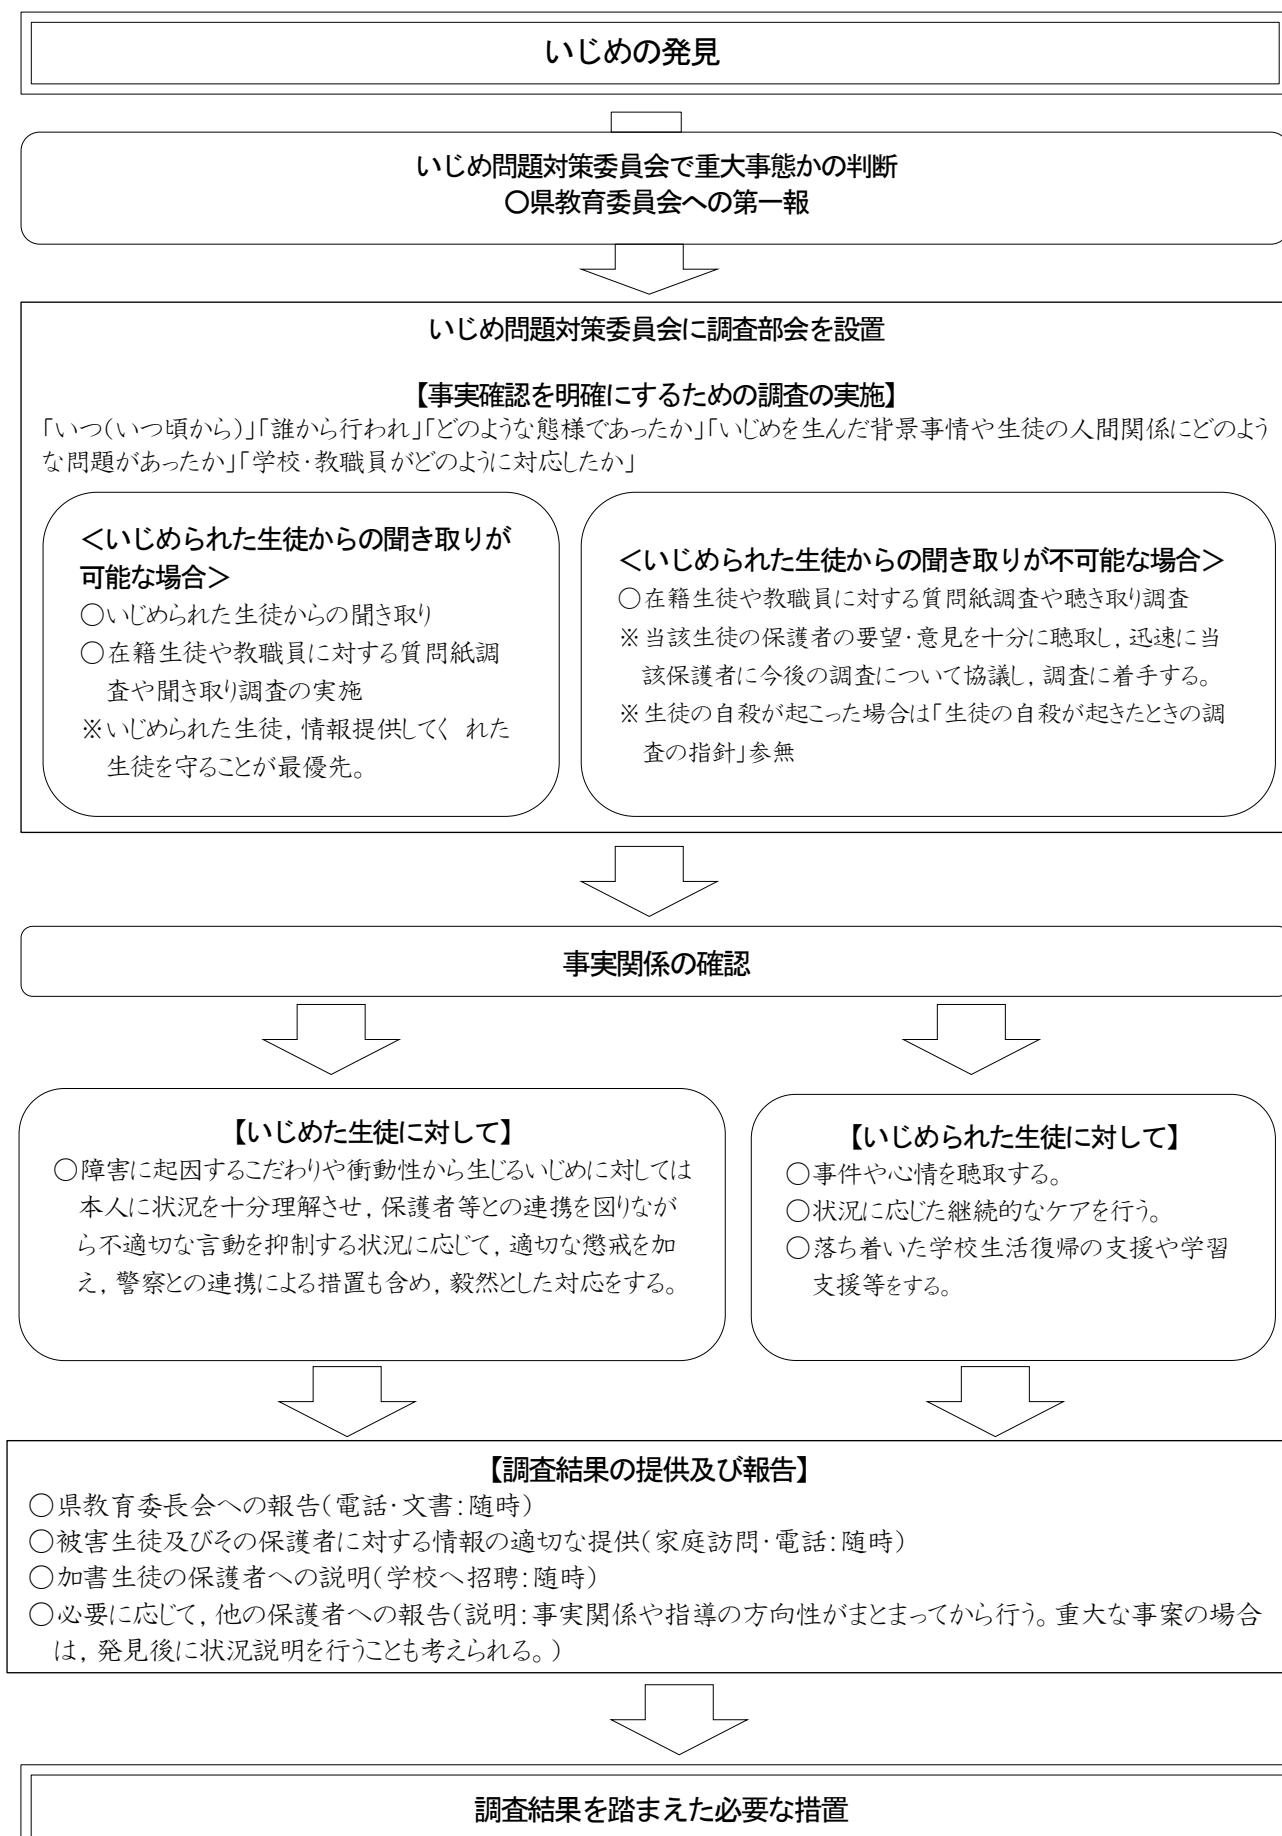 いじめの発見
いじめ問題対策委員会で重大事態かの判断
〇県教育委員会への第一報
いじめ問題対策委員会に調査部会を設置
【事実確認を明確にするための調査の実施】
「いつ(いつ頃から)」「誰から行われ」「どのような態様であったか」「いじめを生んだ背景事情や生徒の人間関係にどのよう
な問題があったか」「学校・教職員がどのように対応したか」
＜いじめられた生徒からの聞き取りが
可能な場合＞
○いじめられた生徒からの聞き取り
○在籍生徒や教職員に対する質問紙調
査や聞き取り調査の実施
※いじめられた生徒, 情報提供してく れた
生徒を守ることが最優先。
＜いじめられた生徒からの聞き取りが不可能な場合＞
○在籍生徒や教職員に対する質問紙調査や聴き取り調査
※当該生徒の保護者の要望・意見を十分に聴取し, 迅速に当
該保護者に今後の調査について協議し, 調査に着手する。
※生徒の自殺が起こった場合は「生徒の自殺が起きたときの調
査の指針」参無
事実関係の確認
【いじめた生徒に対して】
○障害に起因するこだわりや衝動性から生じるいじめに対しては
本人に状況を十分理解させ, 保護者等との連携を図りなが
ら不適切な言動を抑制する状況に応じて, 適切な懲戒を加
え, 警察との連携による措置も含め, 毅然とした対応をする。
【いじめられた生徒に対して】
○事件や心情を聴取する。
○状況に応じた継続的なケアを行う。
○落ち着いた学校生活復帰の支援や学習
支援等をする。
【調査結果の提供及び報告】
○県教育委長会への報告(電話・文書:随時)
○被害生徒及びその保護者に対する情報の適切な提供(家庭訪問・電話:随時)
○加書生徒の保護者への説明(学校へ招聘:随時)
○必要に応じて, 他の保護者への報告(説明:事実関係や指導の方向性がまとまってから行う。重大な事案の場合
は, 発見後に状況説明を行うことも考えられる。)
調査結果を踏まえた必要な措置